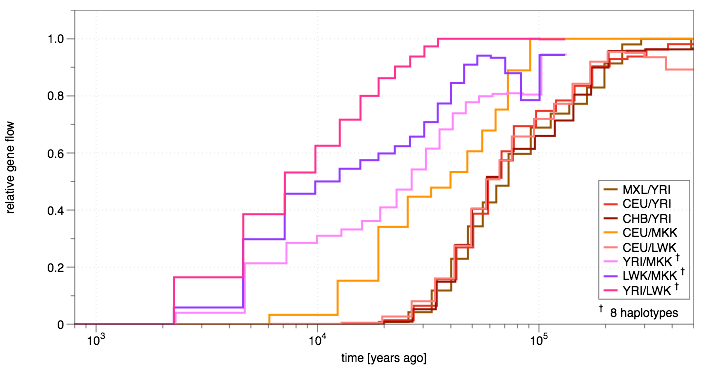 relative gene flow
1.0
0.8
0.6
0.4
0.2
0
10³
10⁴
10⁵
time [years ago]
MXL/YRI
CEU/YRI
CHB/YRI
CEU/MKK
CEU/LWK
YRI/MKK †
LWK/MKK †
YRI/LWK †
† 8 haplotypes